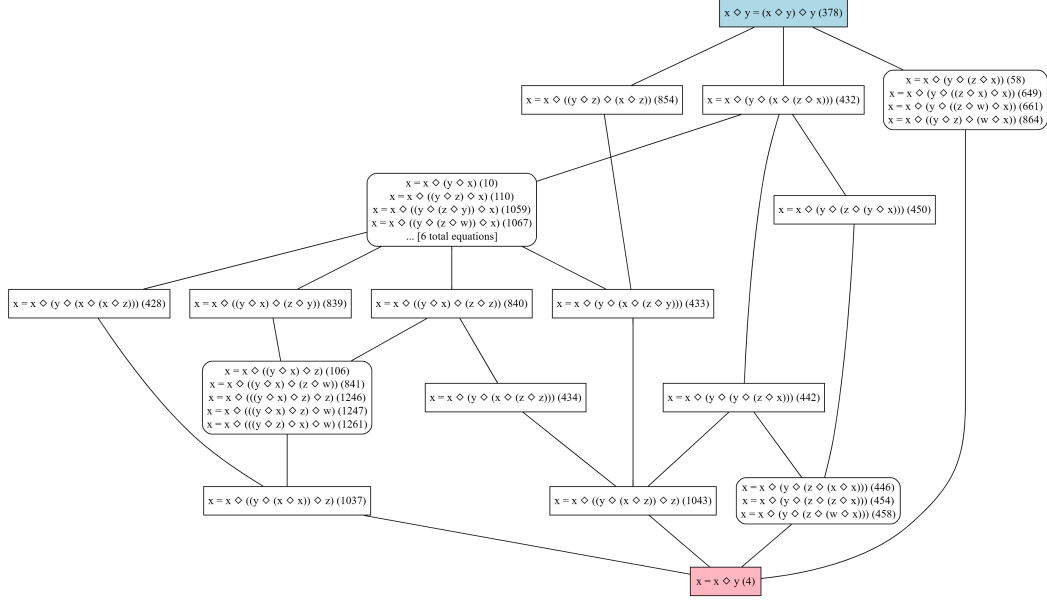 x ◇ y = (x ◇ y) ◇ y (378)
x = x ◇ ((y ◇ z) ◇ (x ◇ z)) (854)
x = x ◇ (y ◇ (x ◇ (z ◇ x))) (432)
x = x ◇ (y ◇ (z ◇ x)) (58)
x = x ◇ (y ◇ ((z ◇ x) ◇ x)) (649)
x = x ◇ (y ◇ ((z ◇ w) ◇ x)) (661)
x = x ◇ ((y ◇ z) ◇ (w ◇ x)) (864)
x = x ◇ (y ◇ x) (10)
x = x ◇ ((y ◇ z) ◇ x) (110)
x = x ◇ ((y ◇ (z ◇ y)) ◇ x) (1059)
x = x ◇ ((y ◇ (z ◇ w)) ◇ x) (1067)
... [6 total equations]
x = x ◇ (y ◇ (z ◇ (y ◇ x))) (450)
x = x ◇ (y ◇ (x ◇ (x ◇ z))) (428)
x = x ◇ ((y ◇ x) ◇ (z ◇ y)) (839)
x = x ◇ ((y ◇ x) ◇ (z ◇ z)) (840)
x = x ◇ (y ◇ (x ◇ (z ◇ y))) (433)
x = x ◇ ((y ◇ x) ◇ z) (106)
x = x ◇ ((y ◇ x) ◇ (z ◇ w)) (841)
x = x ◇ (((y ◇ x) ◇ z) ◇ z) (1246)
x = x ◇ (((y ◇ x) ◇ z) ◇ w) (1247)
x = x ◇ (((y ◇ z) ◇ x) ◇ w) (1261)
x = x ◇ (y ◇ (x ◇ (z ◇ z))) (434)
x = x ◇ (y ◇ (y ◇ (z ◇ x))) (442)
x = x ◇ ((y ◇ (x ◇ x)) ◇ z) (1037)
x = x ◇ ((y ◇ (x ◇ z)) ◇ z) (1043)
x = x ◇ (y ◇ (z ◇ (x ◇ x))) (446)
x = x ◇ (y ◇ (z ◇ (z ◇ x))) (454)
x = x ◇ (y ◇ (z ◇ (w ◇ x))) (458)
x = x ◇ y (4)